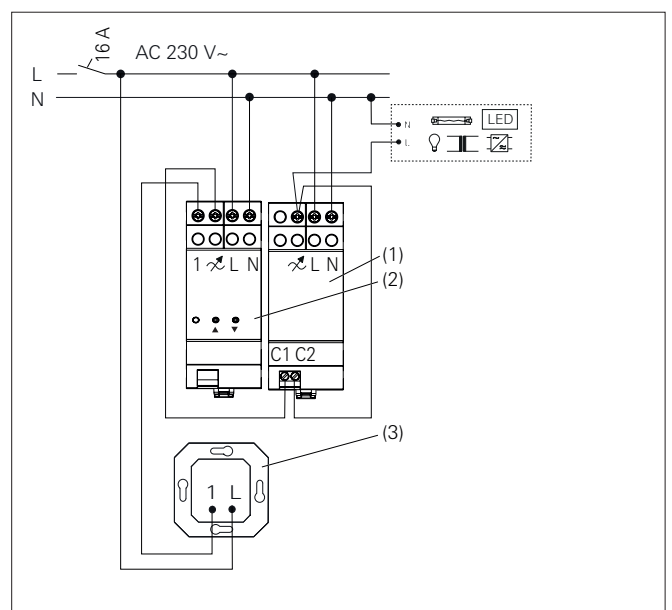 16 A
AC 230 V~
L
N
N
LED
L
1 L N
L N
(1)
(2)
C1 C2
(3)
1 L